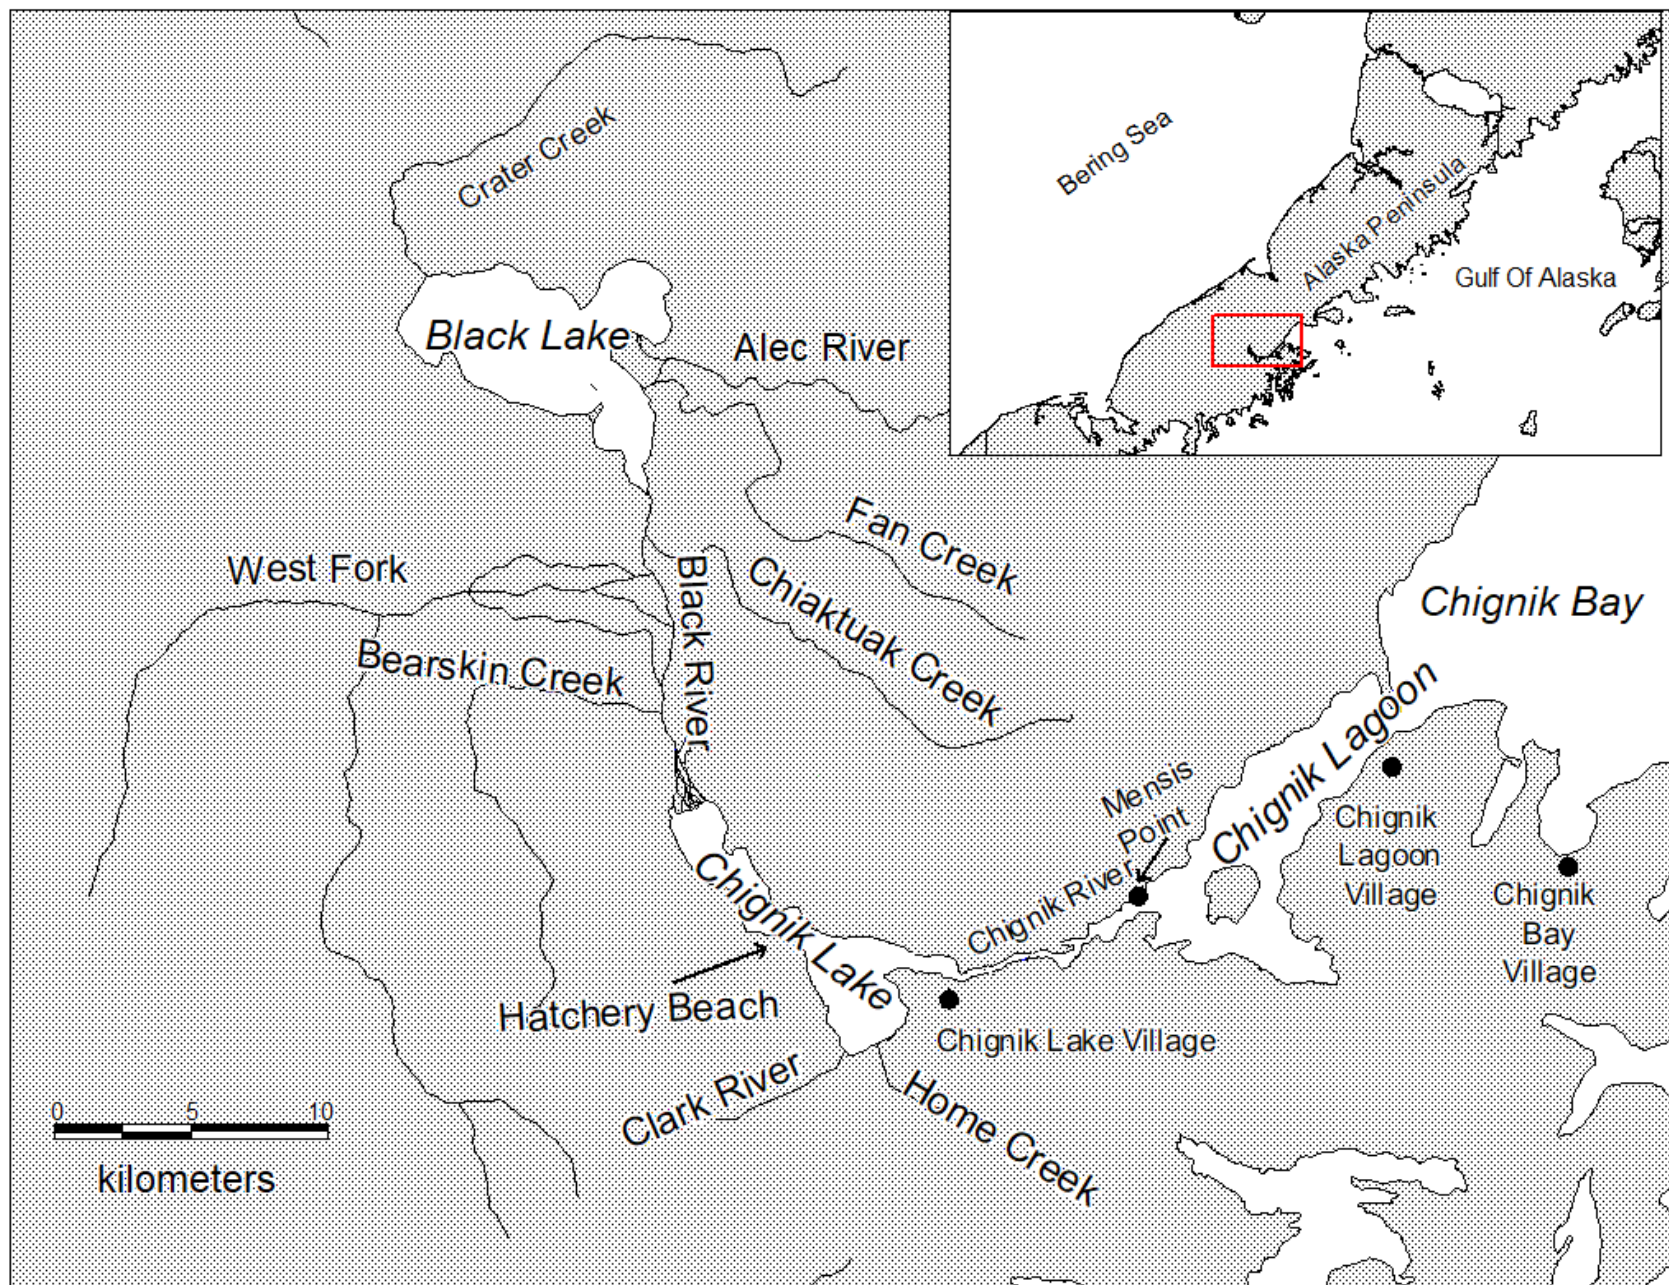 Crater Creek
Bering Sea
Alaska Peninsula
Gulf Of Alaska
Black Lake
Alec River
Fan Creek
West Fork
Black River
Chiaktuak Creek
Chignik Bay
Bearskin Creek
Chignik Lagoon
Mensis
Point
Chignik
Lagoon
Village
Chignik River
Chignik
Bay
Village
Chignik Lake
Hatchery Beach
Chignik Lake Village
Clark River
Home Creek
0 5 10
kilometers